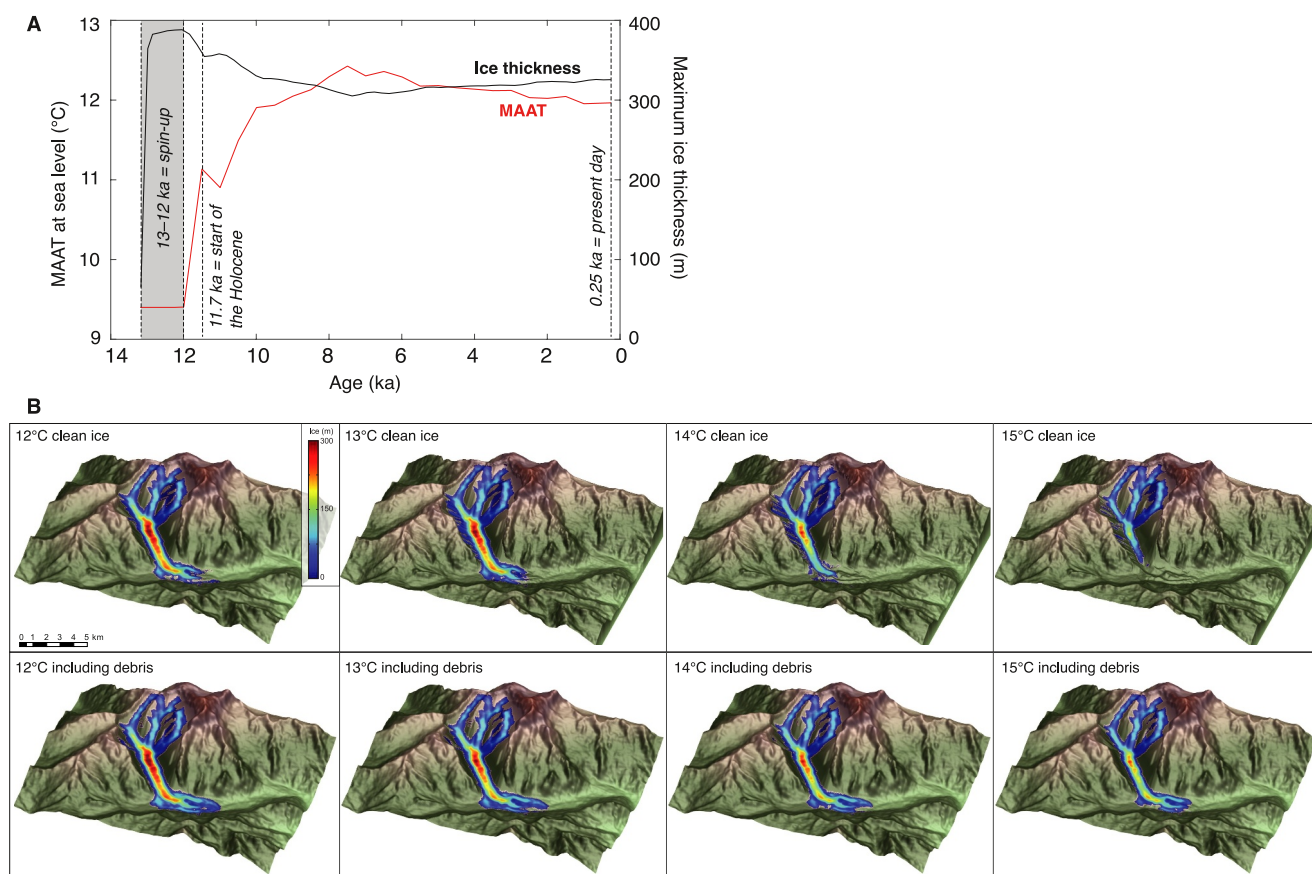 A
13
12
11
10
9
MAAT at sea level (°C)
400
300
200
100
0
Maximum ice thickness (m)
Ice thickness
MAAT
13–12 ka = spin-up
11.7 ka = start of
the Holocene
0.25 ka = present day
14 12 10 8 6 4 2 0
Age (ka)
B
12°C clean ice
Ice (m)
300
150
0
0 1 2 3 4 5 km
13°C clean ice
14°C clean ice
15°C clean ice
12°C including debris
13°C including debris
14°C including debris
15°C including debris